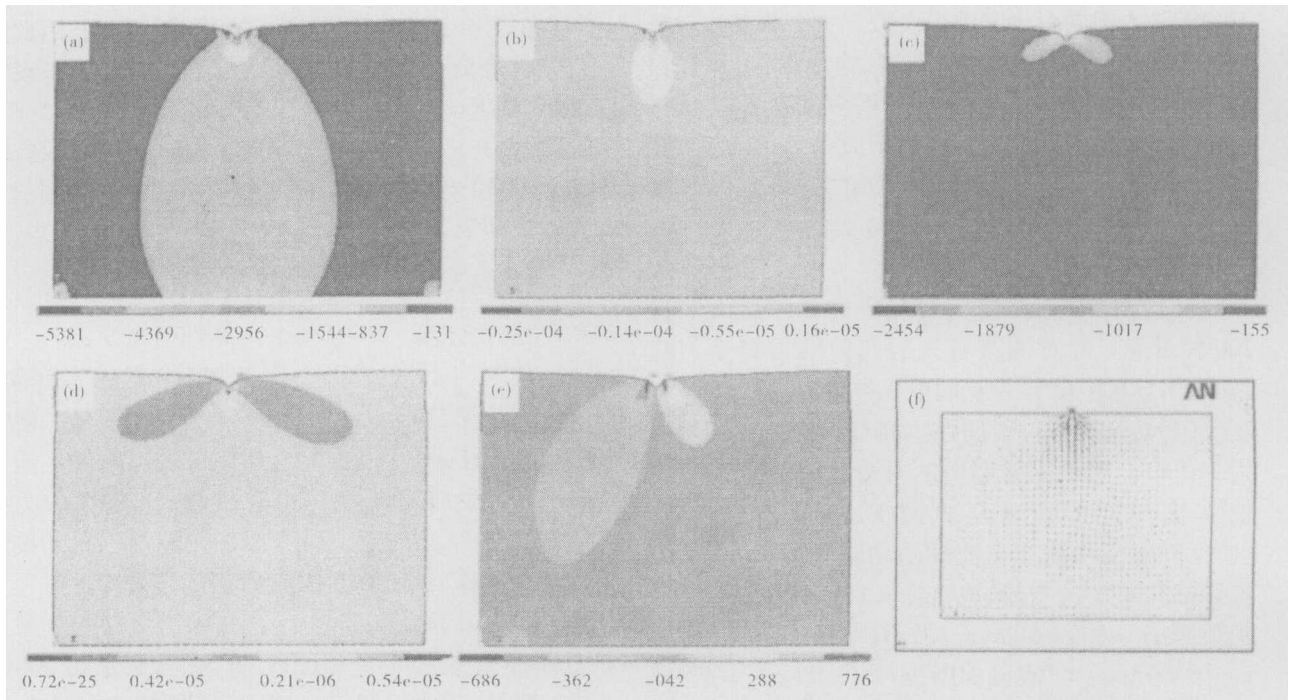 (a)
(b)
(c)
-5381 -4369 -2956 -1544-837 -131
-0.25e-04 -0.14e-04 -0.55e-05 0.16e-05
-2454 -1879 -1017 -155
(d)
(e)
(f)
0.72e-25 0.42e-05 0.21e-06 0.54e-05
-686 -362 -042 288 776